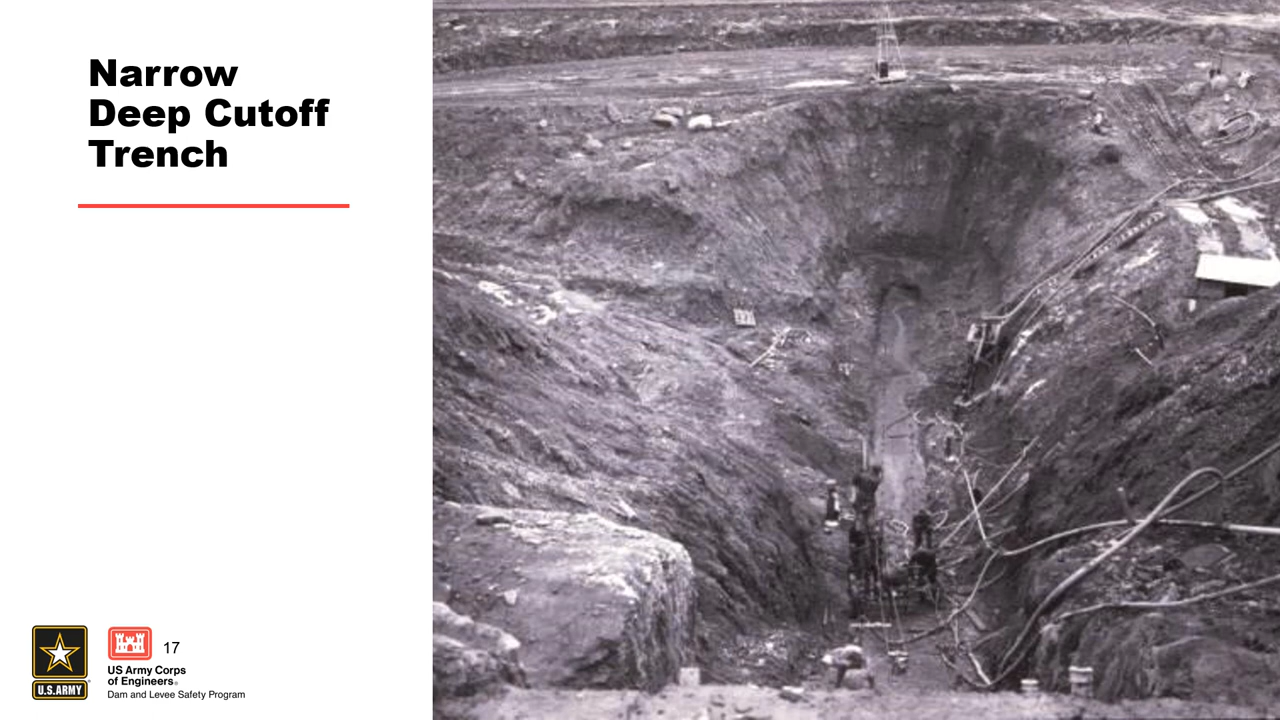 Narrow
Deep Cutoff
Trench
17
U.S.ARMY
US Army Corps
of Engineers®
Dam and Levee Safety Program